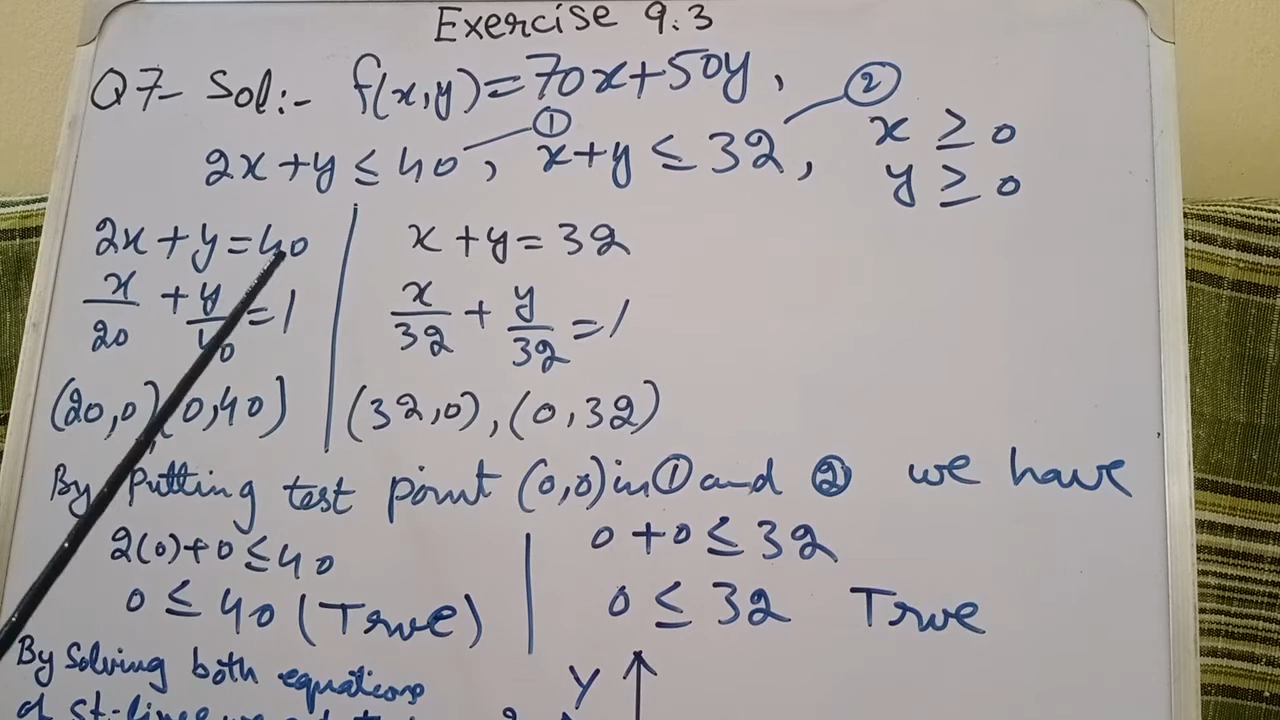 Exercise 9.3
Q7- Sol:- f(x,y)=70x+50y,
2x+y≤40 ①, x+y≤32 ②, x≥0
y≥0
2x+y=40
x/20 + y/40 = 1
(20,0) (0,40)
x+y=32
x/32 + y/32 = 1
(32,0), (0,32)
By Putting test point (0,0) in ① and ② we have
2(0)+0≤40
0≤40 (True)
0+0≤32
0≤32 True
By Solving both equations
of st-lines
Y